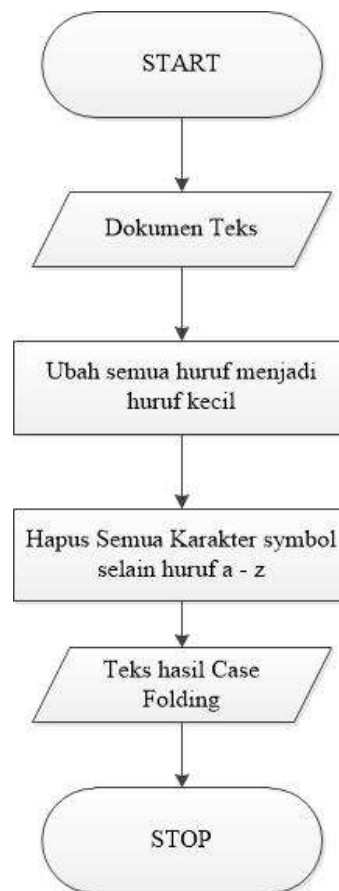 START
Dokumen Teks
Ubah semua huruf menjadi
huruf kecil
Hapus Semua Karakter symbol
selain huruf a - z
Teks hasil Case
Folding
STOP